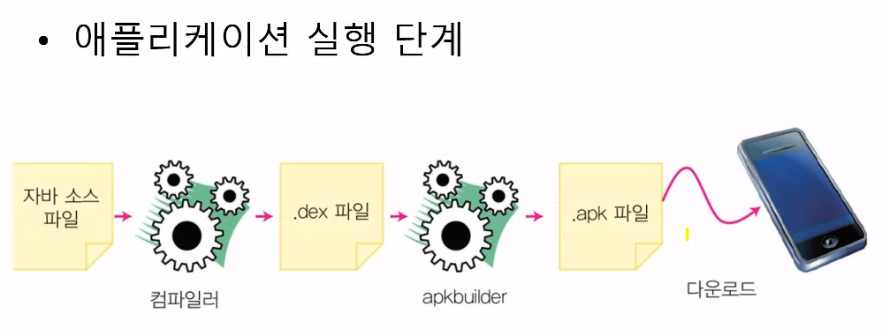 • 애플리케이션 실행 단계
자바 소스
파일
.dex 파일
.apk 파일
컴파일러
apkbuilder
다운로드